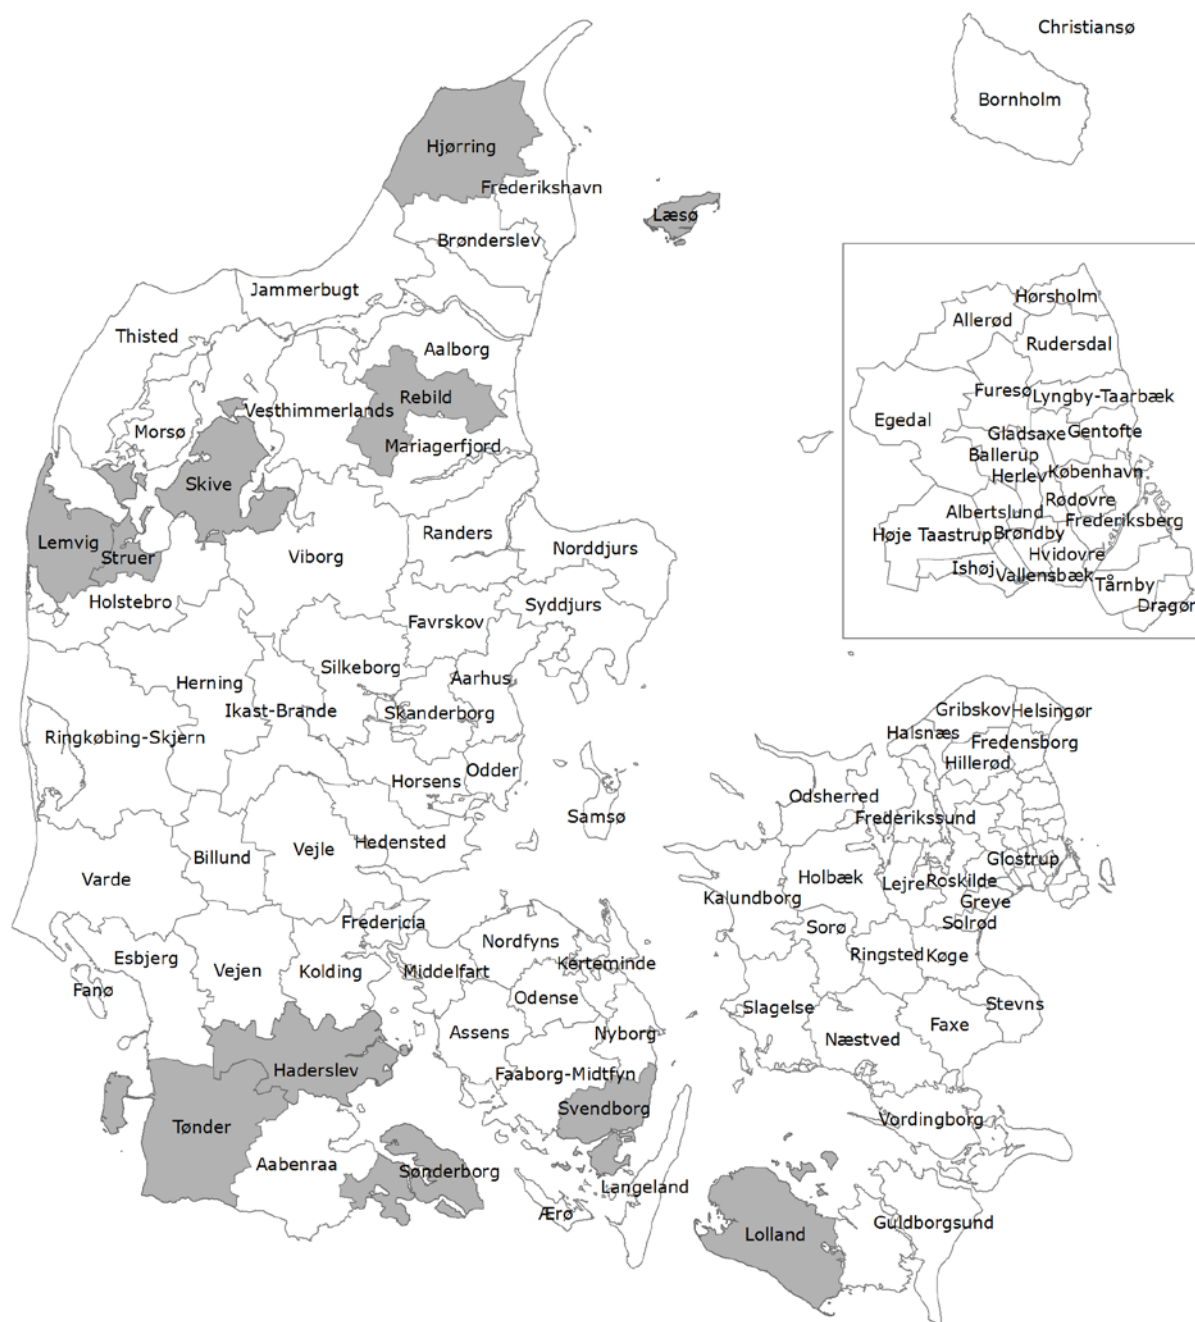 Christiansø
Bornholm
Hjørring
Frederikshavn
Læsø
Brønderslev
Jammerbugt
Thisted
Aalborg
Vesthimmerlands
Rebild
Morsø
Mariagerfjord
Skive
Lemvig
Struer
Viborg
Randers
Norddjurs
Holstebro
Syddjurs
Favrskov
Silkeborg
Aarhus
Herning
Ikast-Brande
Skanderborg
Ringkøbing-Skjern
Horsens
Odder
Samsø
Hedensted
Vejle
Billund
Varde
Fredericia
Esbjerg
Vejen
Kolding
Middelfart
Nordfyns
Kerteminde
Fanø
Odense
Assens
Nyborg
Haderslev
Faaborg-Midtfyn
Svendborg
Tønder
Aabenraa
Sønderborg
Langeland
Ærø
Hørsholm
Allerød
Rudersdal
Furesø
Lyngby-Taarbæk
Egedal
Gladsaxe
Gentofte
Ballerup
Herlev
København
Rødovre
Albertslund
Frederiksberg
Høje Taastrup
Brøndby
Hvidovre
Ishøj
Vallensbæk
Tårnby
Dragør
Gribskov
Helsingør
Halsnæs
Fredensborg
Hillerød
Odsherred
Frederikssund
Glostrup
Holbæk
Lejre
Roskilde
Kalundborg
Greve
Solrød
Sorø
Ringsted
Køge
Slagelse
Stevns
Næstved
Faxe
Vordingborg
Guldborgsund
Lolland